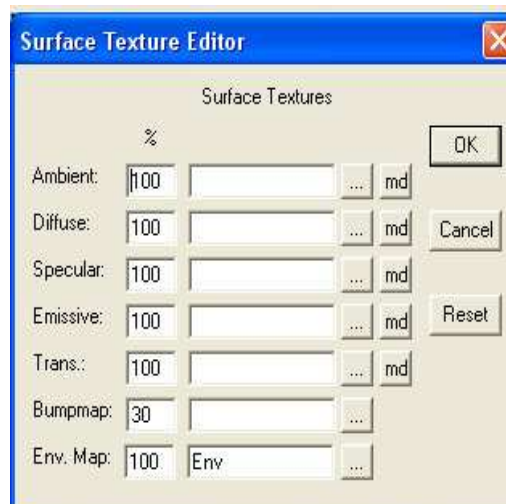 Surface Texture Editor
Surface Textures
%
OK
Ambient: 100 ... md
Diffuse: 100 ... md Cancel
Specular: 100 ... md
Emissive: 100 ... md Reset
Trans.: 100 ... md
Bumpmap: 30 ...
Env. Map: 100 Env ...